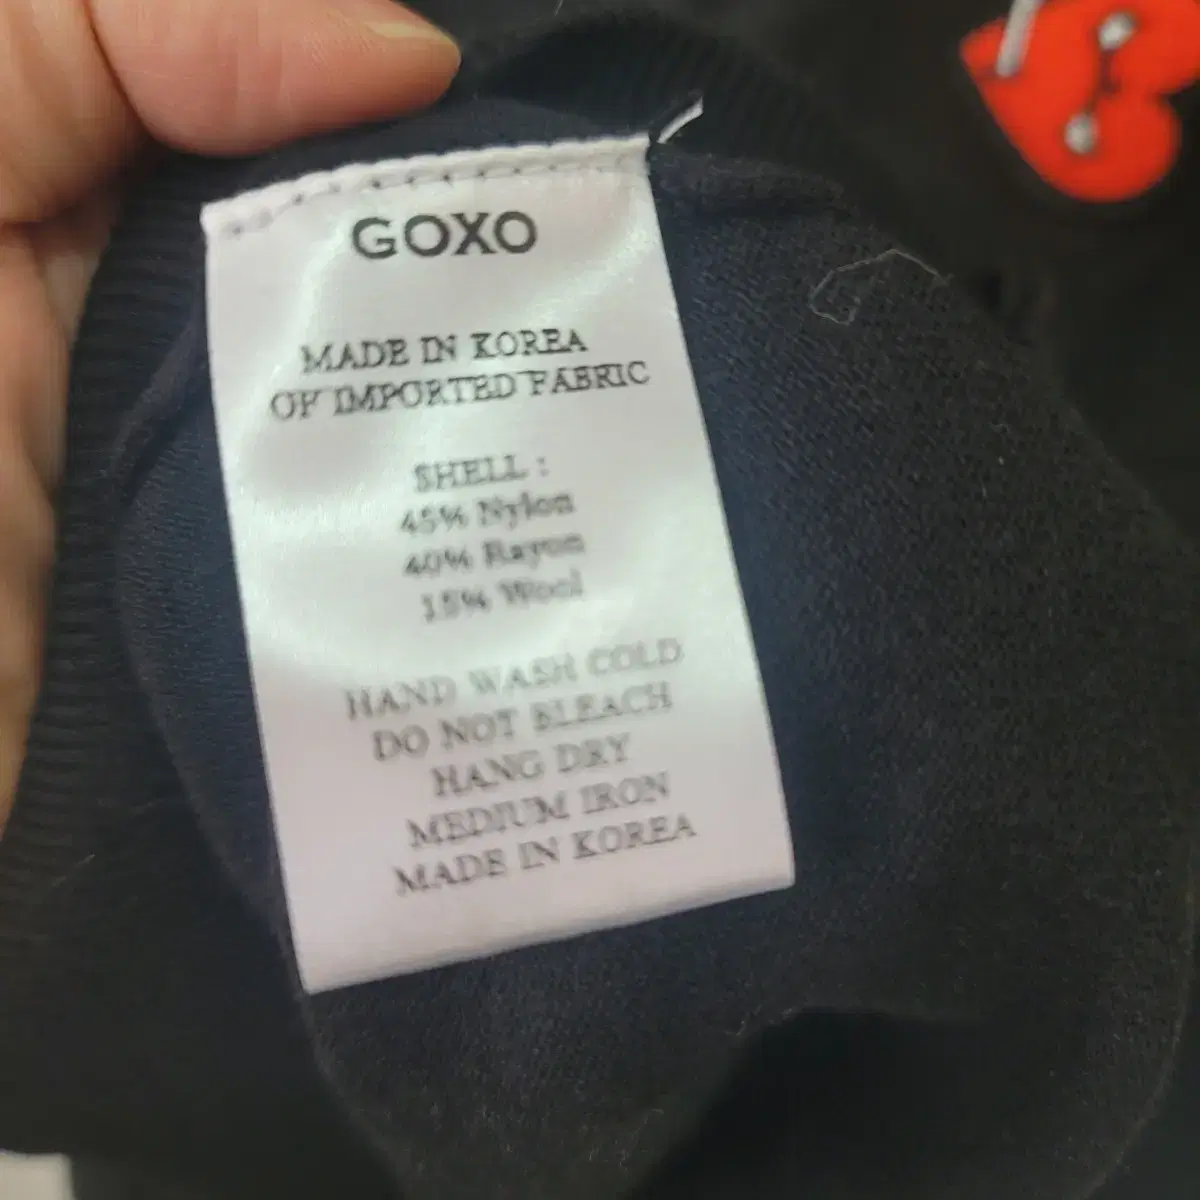 GOXO
MADE IN KOREA
OF IMPORTED FABRIC
SHELL :
45% Nylon
40% Rayon
15% Wool
HAND WASH COLD
DO NOT BLEACH
HANG DRY
MEDIUM IRON
MADE IN KOREA